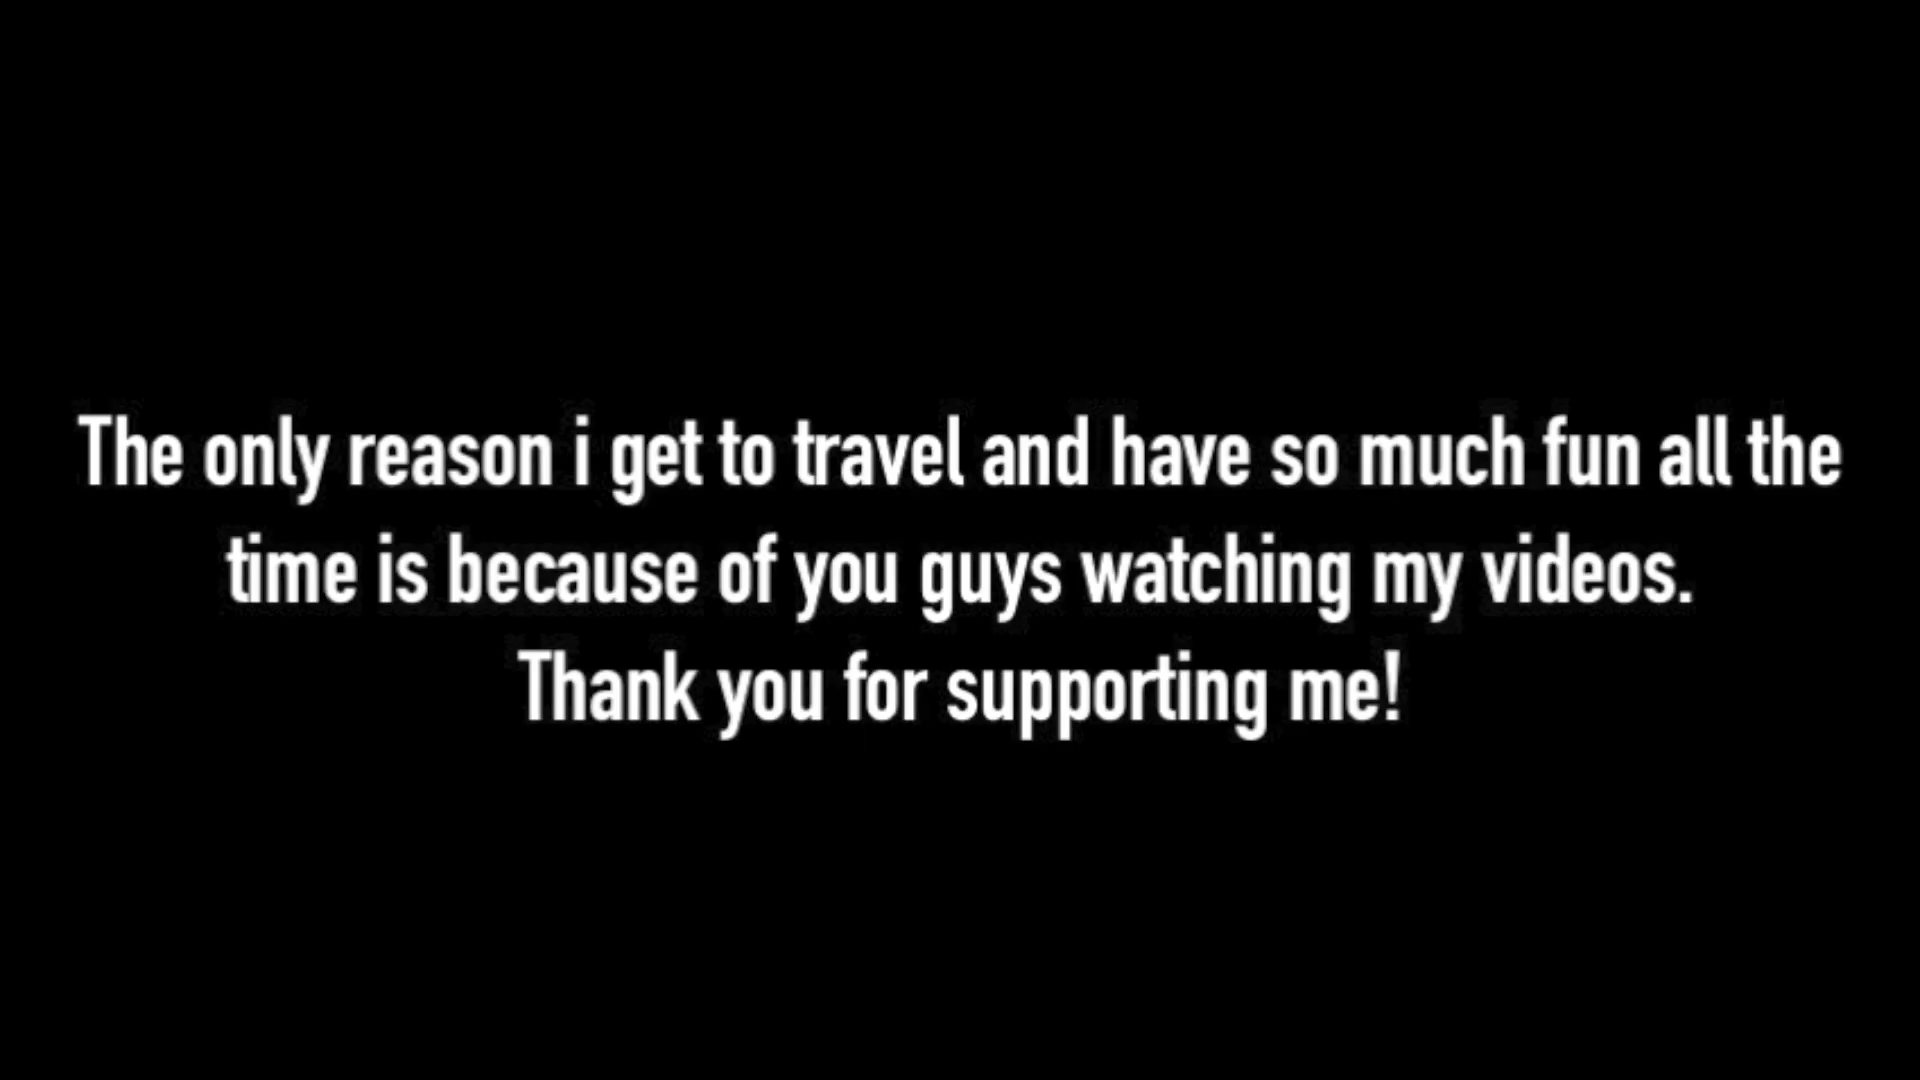 The only reason i get to travel and have so much fun all the
time is because of you guys watching my videos.
Thank you for supporting me!